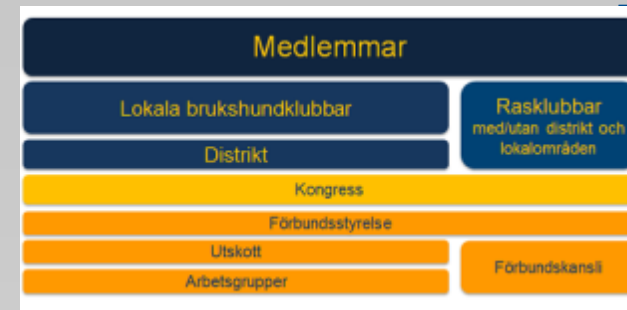 Medlemmar
Lokala brukshundklubbar
Distrikt
Rasklubbar
med/utan distrikt och
lokalområden
Kongress
Förbundsstyrelse
Utskott
Arbetsgrupper
Förbundskansli